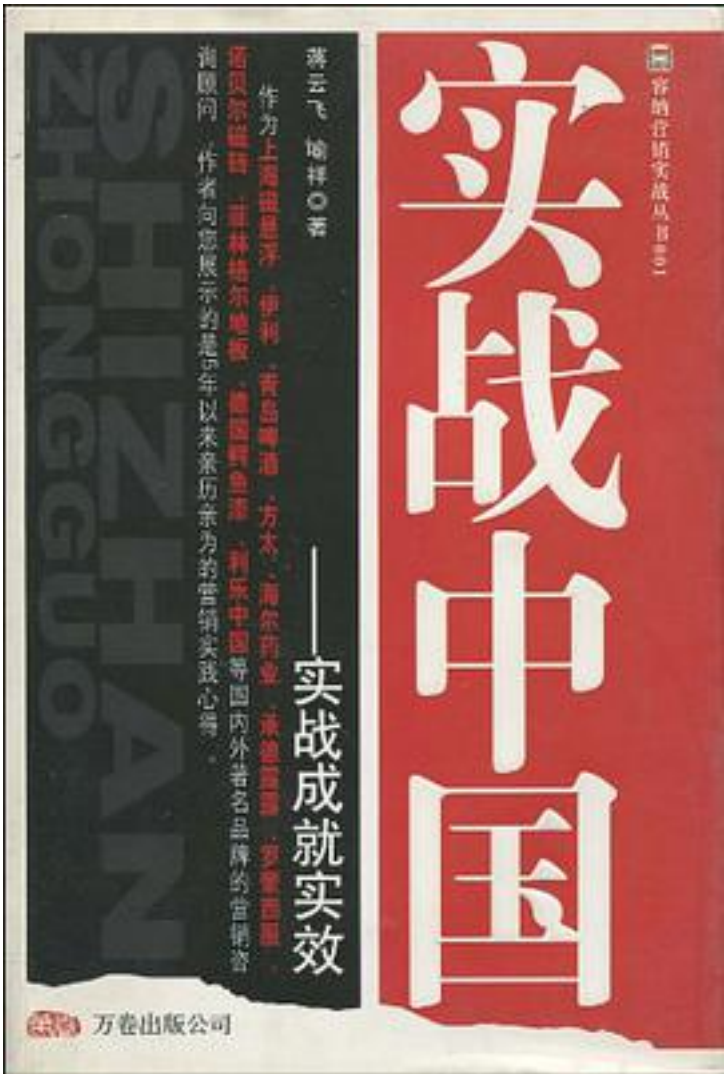 容纳营销实战丛书001
实战中国
——实战成就实效
蒋云飞 喻祥◎著
作为上海磁悬浮、伊利、青岛啤酒、方太、海尔药业、承德露露、罗蒙西服、
诺贝尔磁砖、菲林格尔地板、德国鳄鱼漆、利乐中国等国内外著名品牌的营销咨
询顾问，作者向您展示的是5年以来亲历亲为的营销实践心得。
SHIZHAN
ZHONGGUO
万卷出版公司